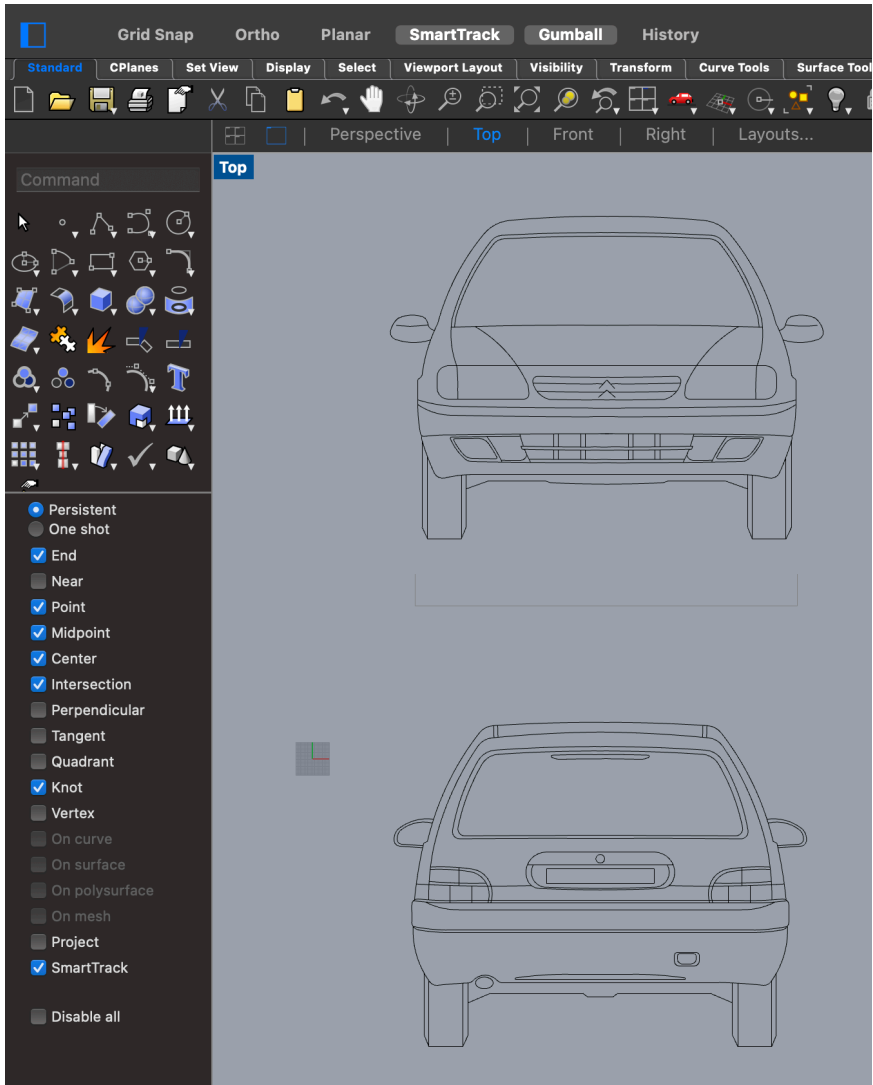 Grid Snap Ortho Planar SmartTrack Gumball History
Standard CPlanes Set View Display Select Viewport Layout Visibility Transform Curve Tools Surface Tool
Perspective | Top | Front | Right | Layouts...
Top
Command
Persistent
One shot
End
Near
Point
Midpoint
Center
Intersection
Perpendicular
Tangent
Quadrant
Knot
Vertex
On curve
On surface
On polysurface
On mesh
Project
SmartTrack
Disable all